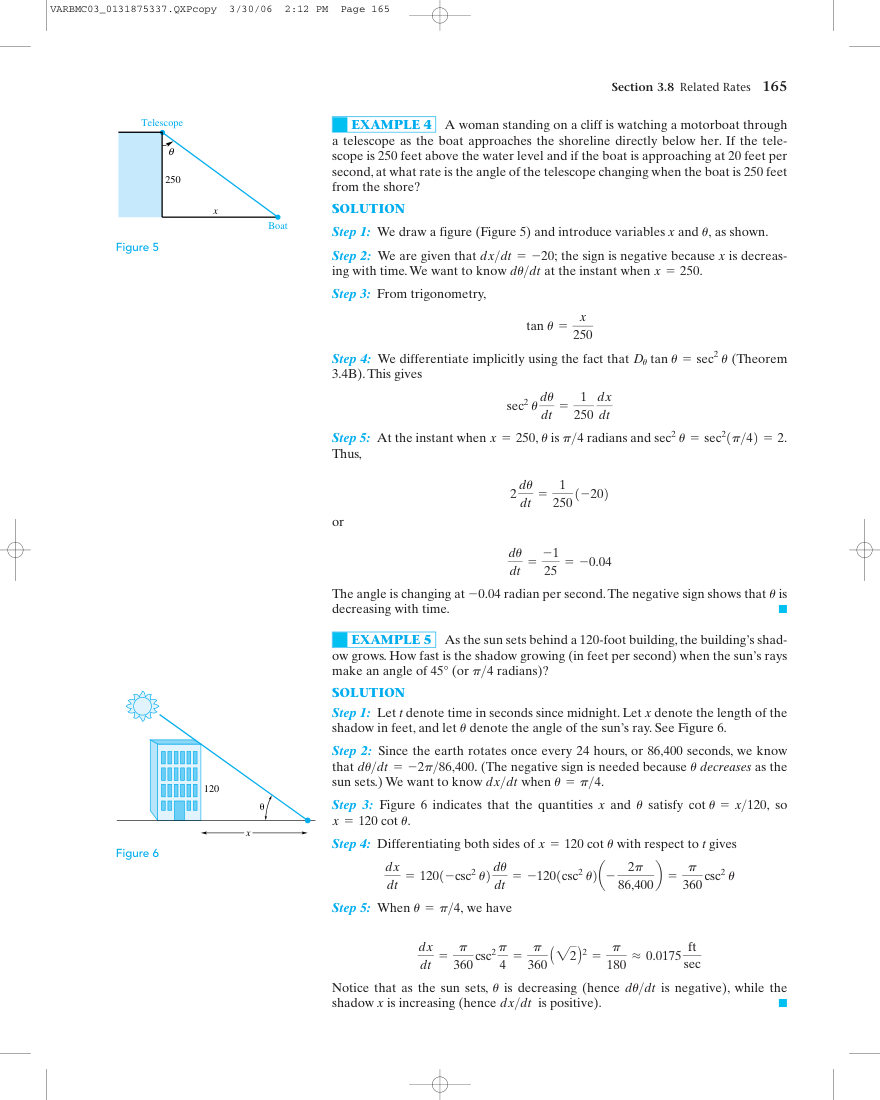 VARBMC03_0131875337.QXPcopy 3/30/06 2:12 PM Page 165
Section 3.8 Related Rates 165
Telescope
θ
250
x
Boat
Figure 5
EXAMPLE 4 A woman standing on a cliff is watching a motorboat through
a telescope as the boat approaches the shoreline directly below her. If the tele-
scope is 250 feet above the water level and if the boat is approaching at 20 feet per
second, at what rate is the angle of the telescope changing when the boat is 250 feet
from the shore?
SOLUTION
Step 1: We draw a figure (Figure 5) and introduce variables x and θ, as shown.
Step 2: We are given that dx/dt = −20; the sign is negative because x is decreas-
ing with time. We want to know dθ/dt at the instant when x = 250.
Step 3: From trigonometry,
tan θ = x/250
Step 4: We differentiate implicitly using the fact that Dθ tan θ = sec² θ (Theorem
3.4B). This gives
sec² θ dθ/dt = 1/250 dx/dt
Step 5: At the instant when x = 250, θ is π/4 radians and sec² θ = sec²(π/4) = 2.
Thus,
2 dθ/dt = 1/250 (−20)
or
dθ/dt = −1/25 = −0.04
The angle is changing at −0.04 radian per second. The negative sign shows that θ is
decreasing with time.
EXAMPLE 5 As the sun sets behind a 120-foot building, the building's shad-
ow grows. How fast is the shadow growing (in feet per second) when the sun's rays
make an angle of 45° (or π/4 radians)?
SOLUTION
Step 1: Let t denote time in seconds since midnight. Let x denote the length of the
shadow in feet, and let θ denote the angle of the sun's ray. See Figure 6.
Step 2: Since the earth rotates once every 24 hours, or 86,400 seconds, we know
that dθ/dt = −2π/86,400. (The negative sign is needed because θ decreases as the
sun sets.) We want to know dx/dt when θ = π/4.
Step 3: Figure 6 indicates that the quantities x and θ satisfy cot θ = x/120, so
x = 120 cot θ.
Step 4: Differentiating both sides of x = 120 cot θ with respect to t gives
dx/dt = 120(−csc² θ) dθ/dt = −120(csc² θ)(− 2π/86,400) = π/360 csc² θ
Step 5: When θ = π/4, we have
dx/dt = π/360 csc² π/4 = π/360 (√2)² = π/180 ≈ 0.0175 ft/sec
Notice that as the sun sets, θ is decreasing (hence dθ/dt is negative), while the
shadow x is increasing (hence dx/dt is positive).
120
θ
x
Figure 6